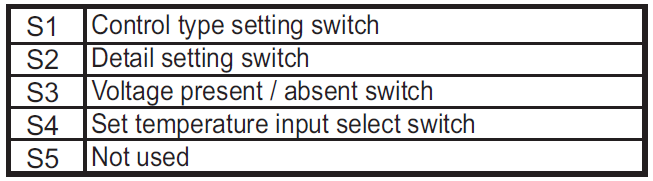 S1 Control type setting switch
S2 Detail setting switch
S3 Voltage present / absent switch
S4 Set temperature input select switch
S5 Not used